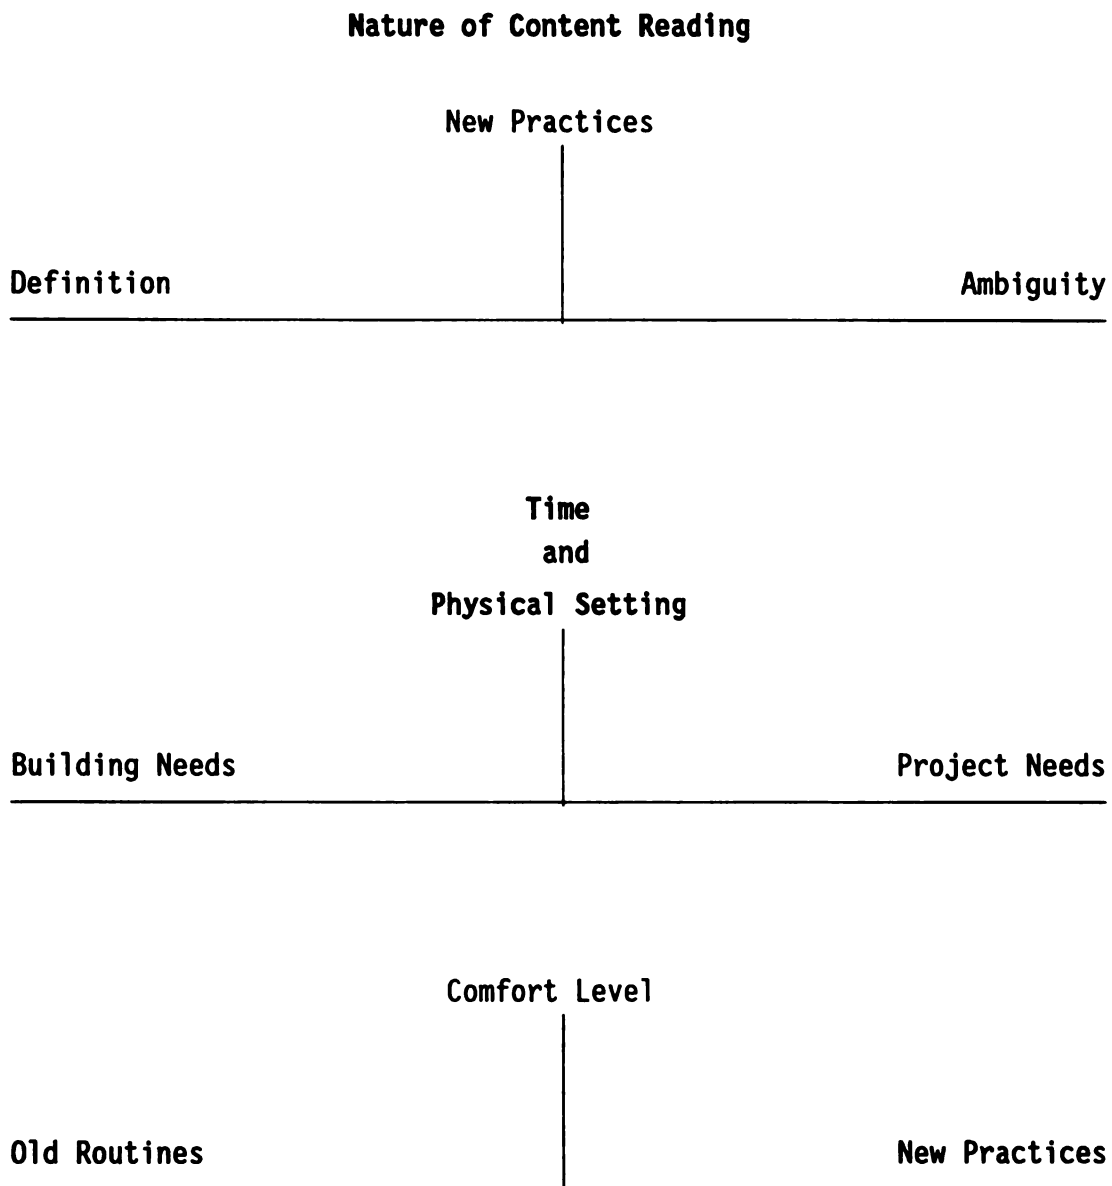 Nature of Content Reading
New Practices
Definition Ambiguity
Time
and
Physical Setting
Building Needs Project Needs
Comfort Level
Old Routines New Practices